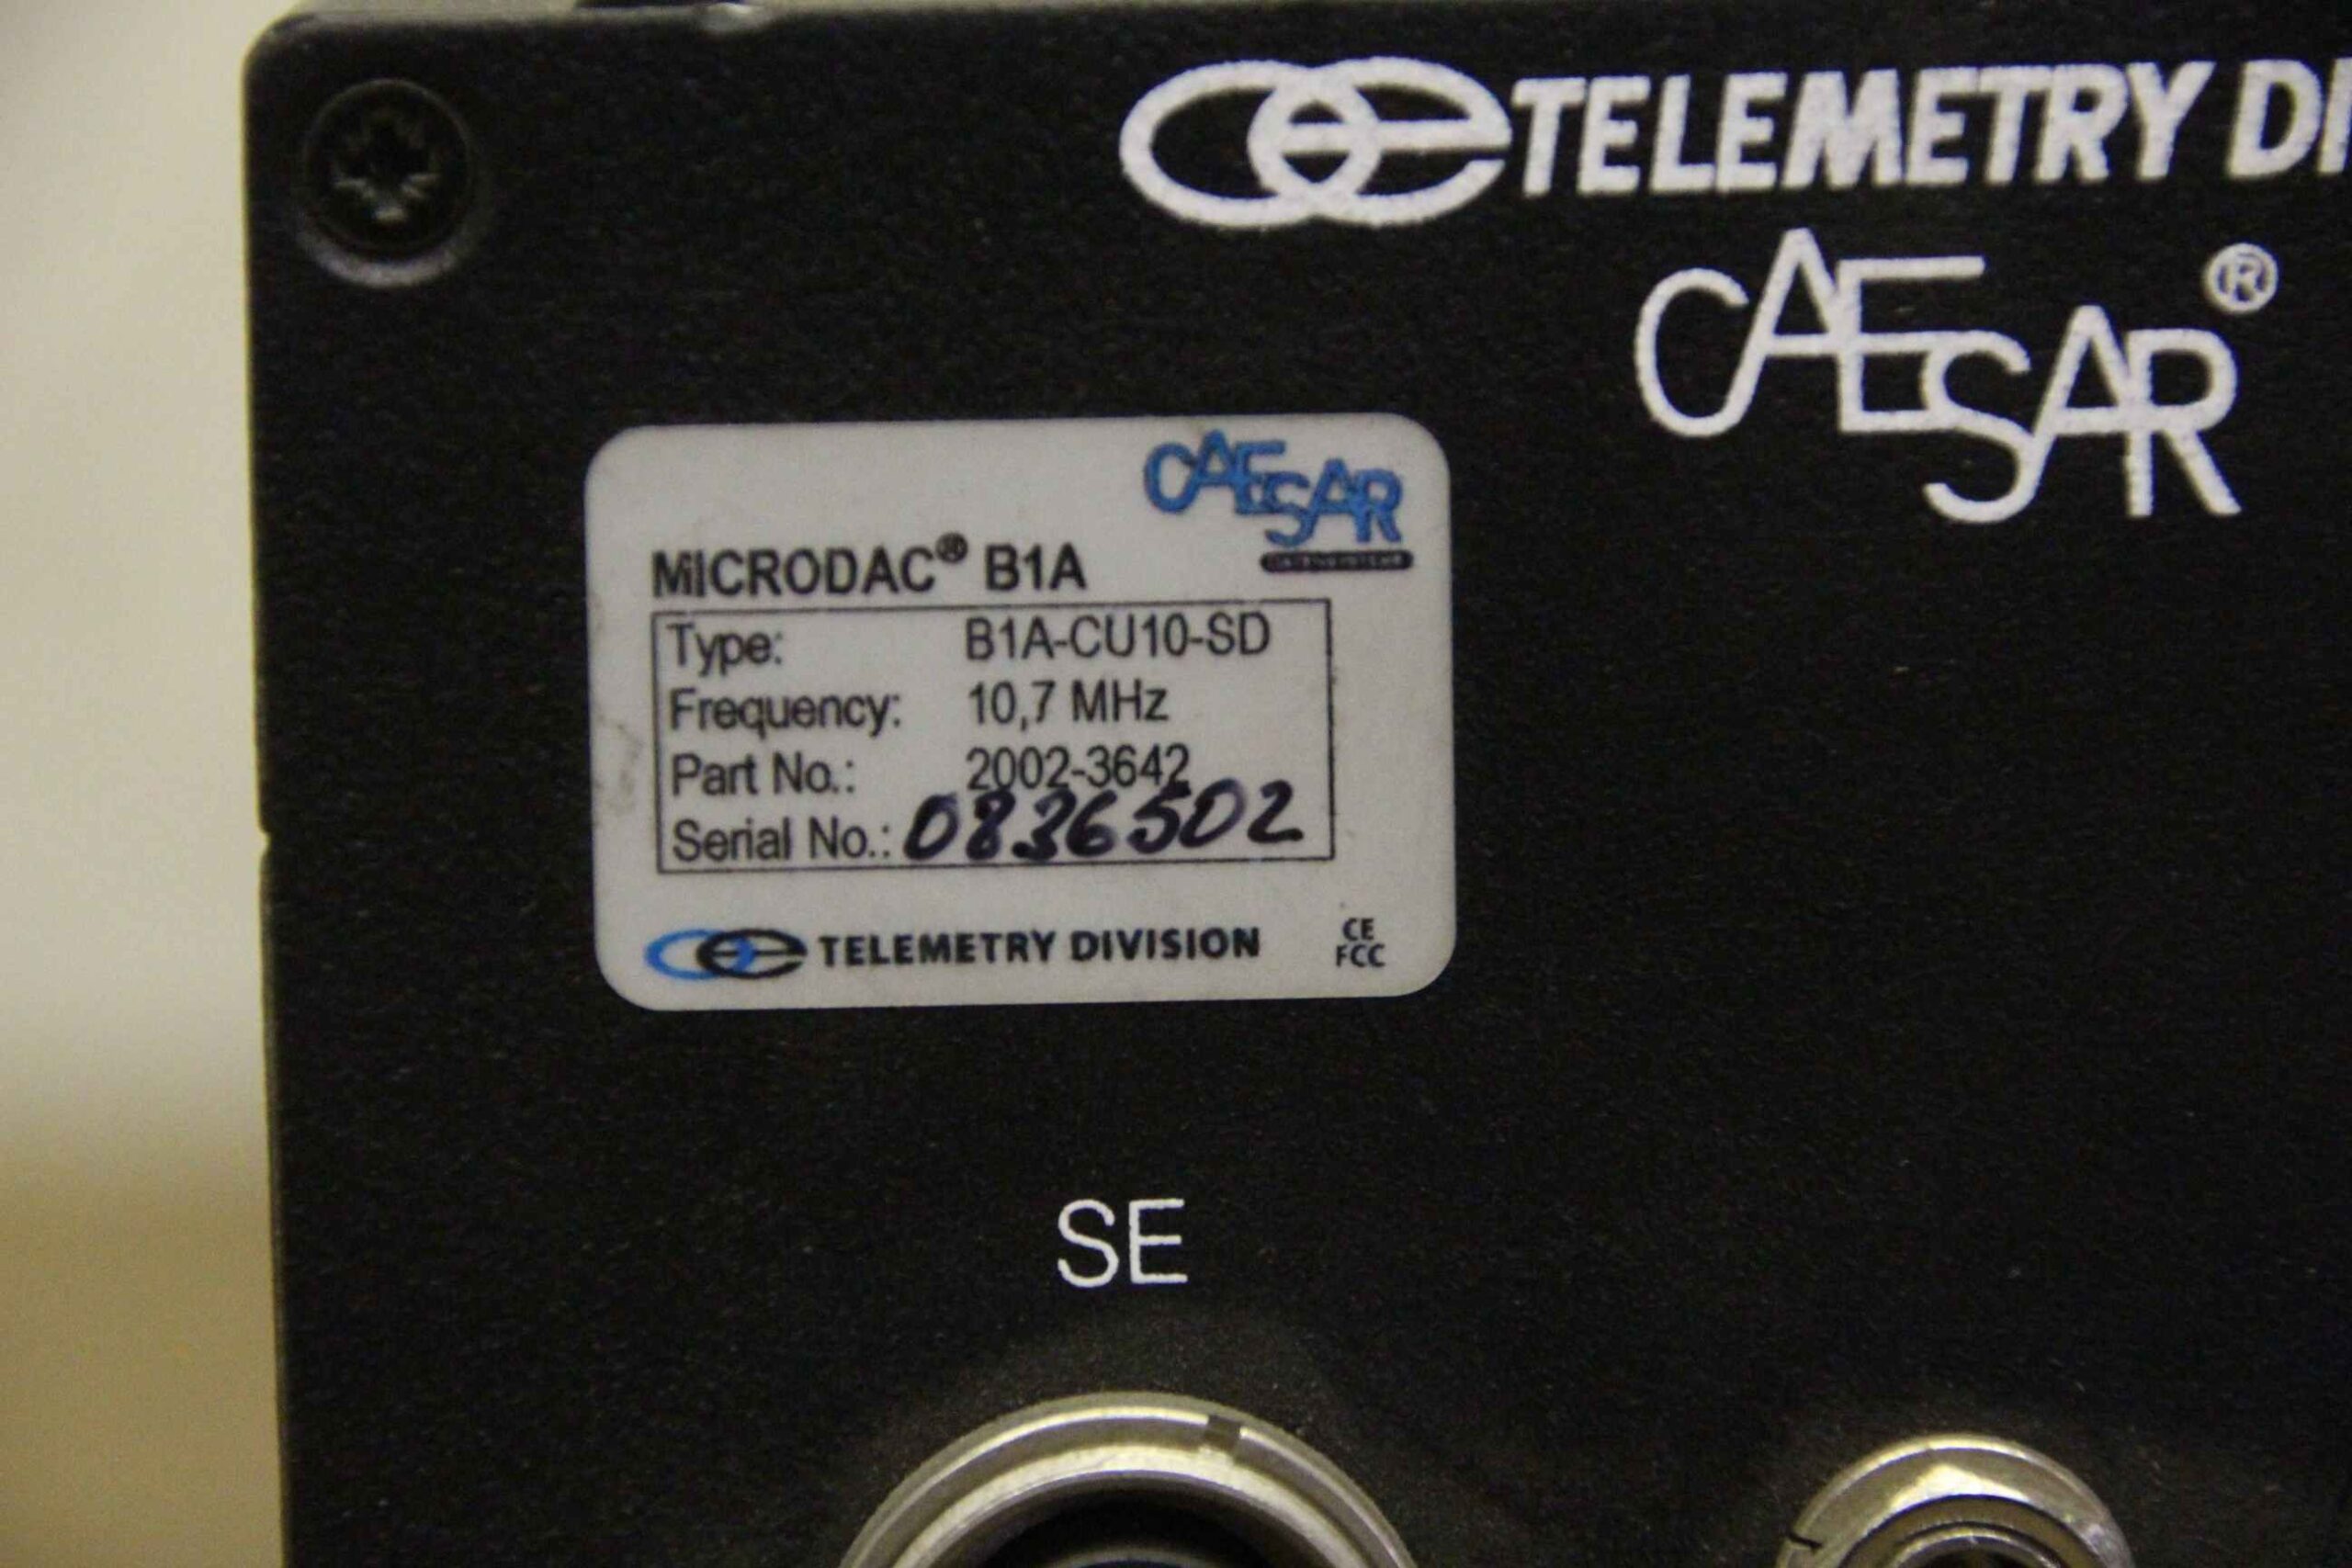 TELEMETRY DI
CAESAR®
CAESAR
MiCRODAC® B1A
Type: B1A-CU10-SD
Frequency: 10,7 MHz
Part No.: 2002-3642
Serial No.: 0836502
TELEMETRY DIVISION
CE
FCC
SE